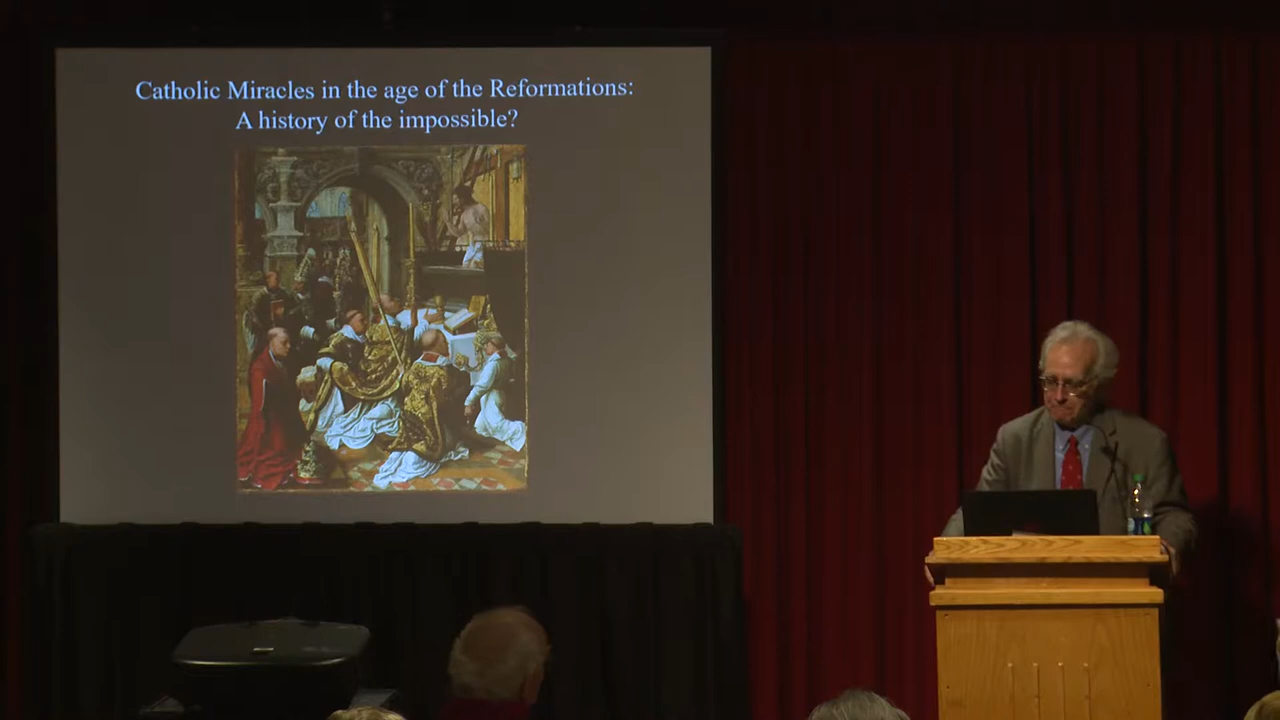 Catholic Miracles in the age of the Reformations:
A history of the impossible?